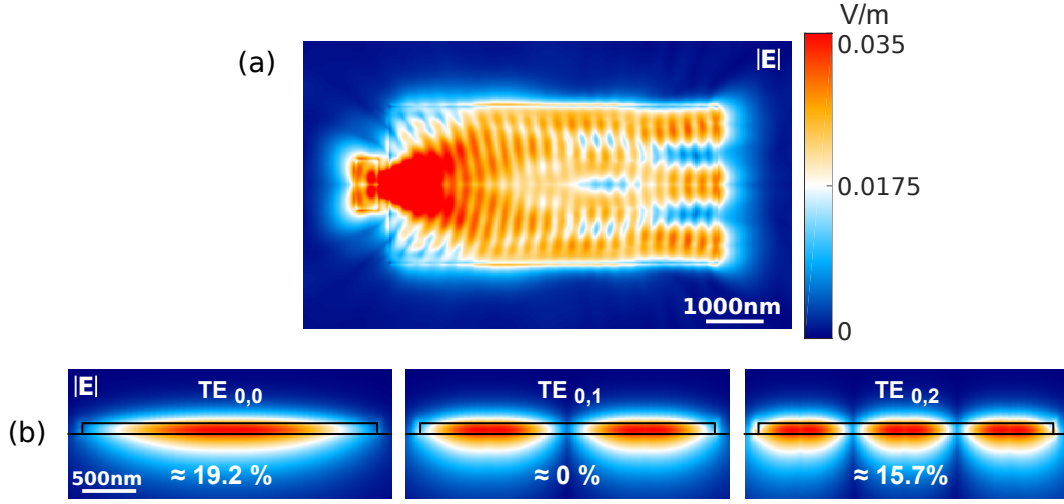 V/m
(a)
|E|
0.035
0.0175
0
1000nm
|E|
TE 0,0
TE 0,1
TE 0,2
(b)
500nm
≈ 19.2 %
≈ 0 %
≈ 15.7%